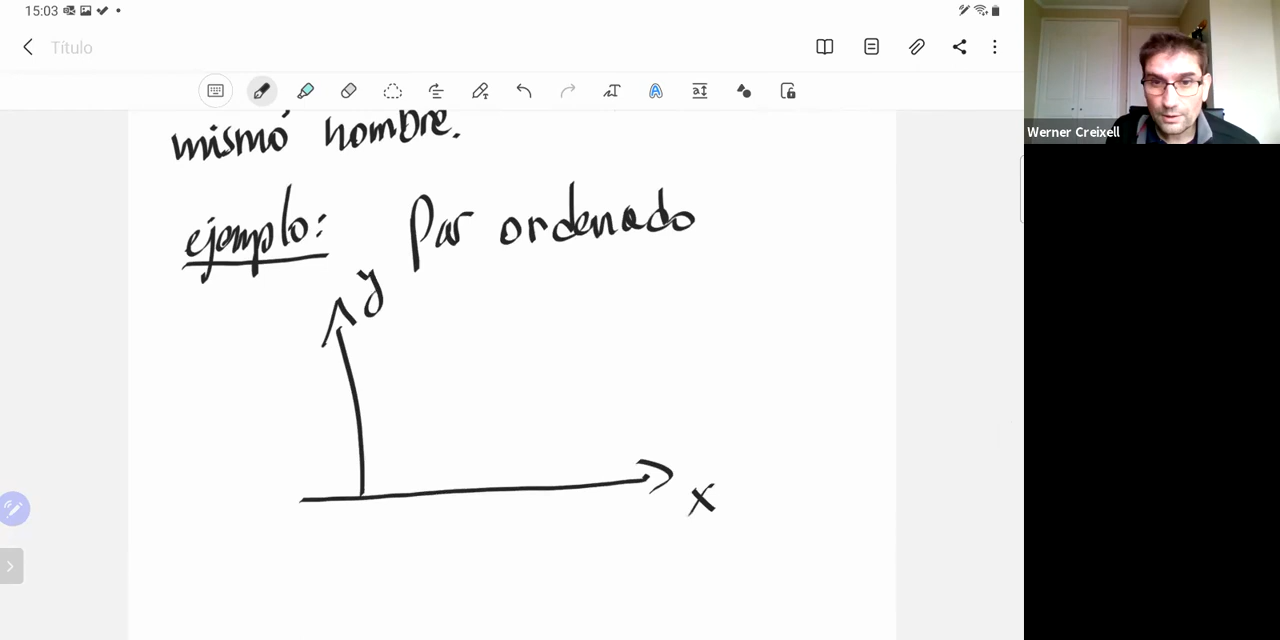 15:03
Título
Werner Creixell
mismo nombre.
ejemplo: Par ordenado
y
x